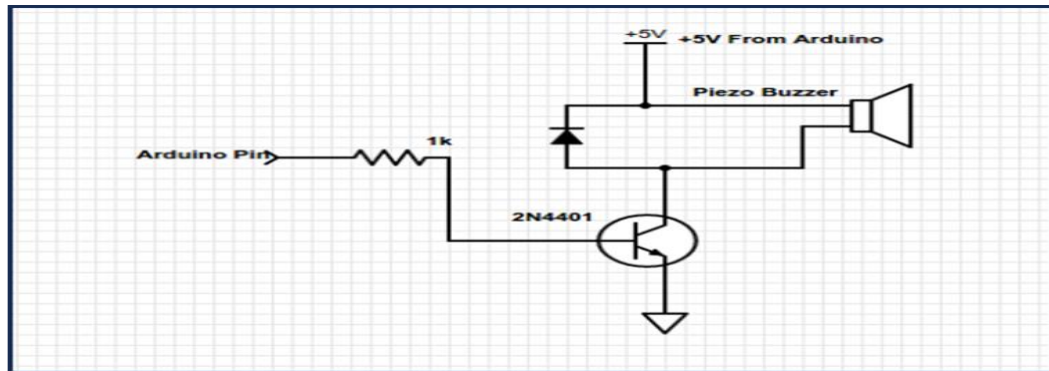 +5V
+5V From Arduino
Piezo Buzzer
1k
Arduino Pin
2N4401